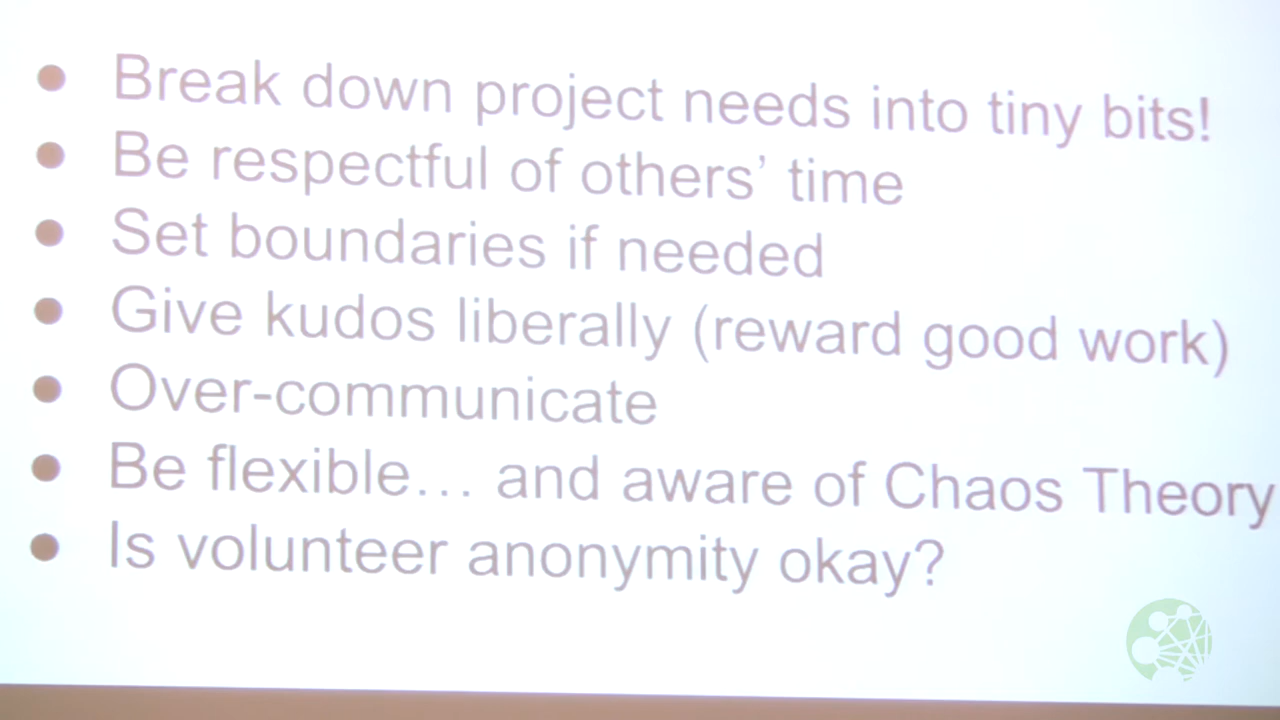 ● Break down project needs into tiny bits!
● Be respectful of others’ time
● Set boundaries if needed
● Give kudos liberally (reward good work)
● Over-communicate
● Be flexible… and aware of Chaos Theory
● Is volunteer anonymity okay?